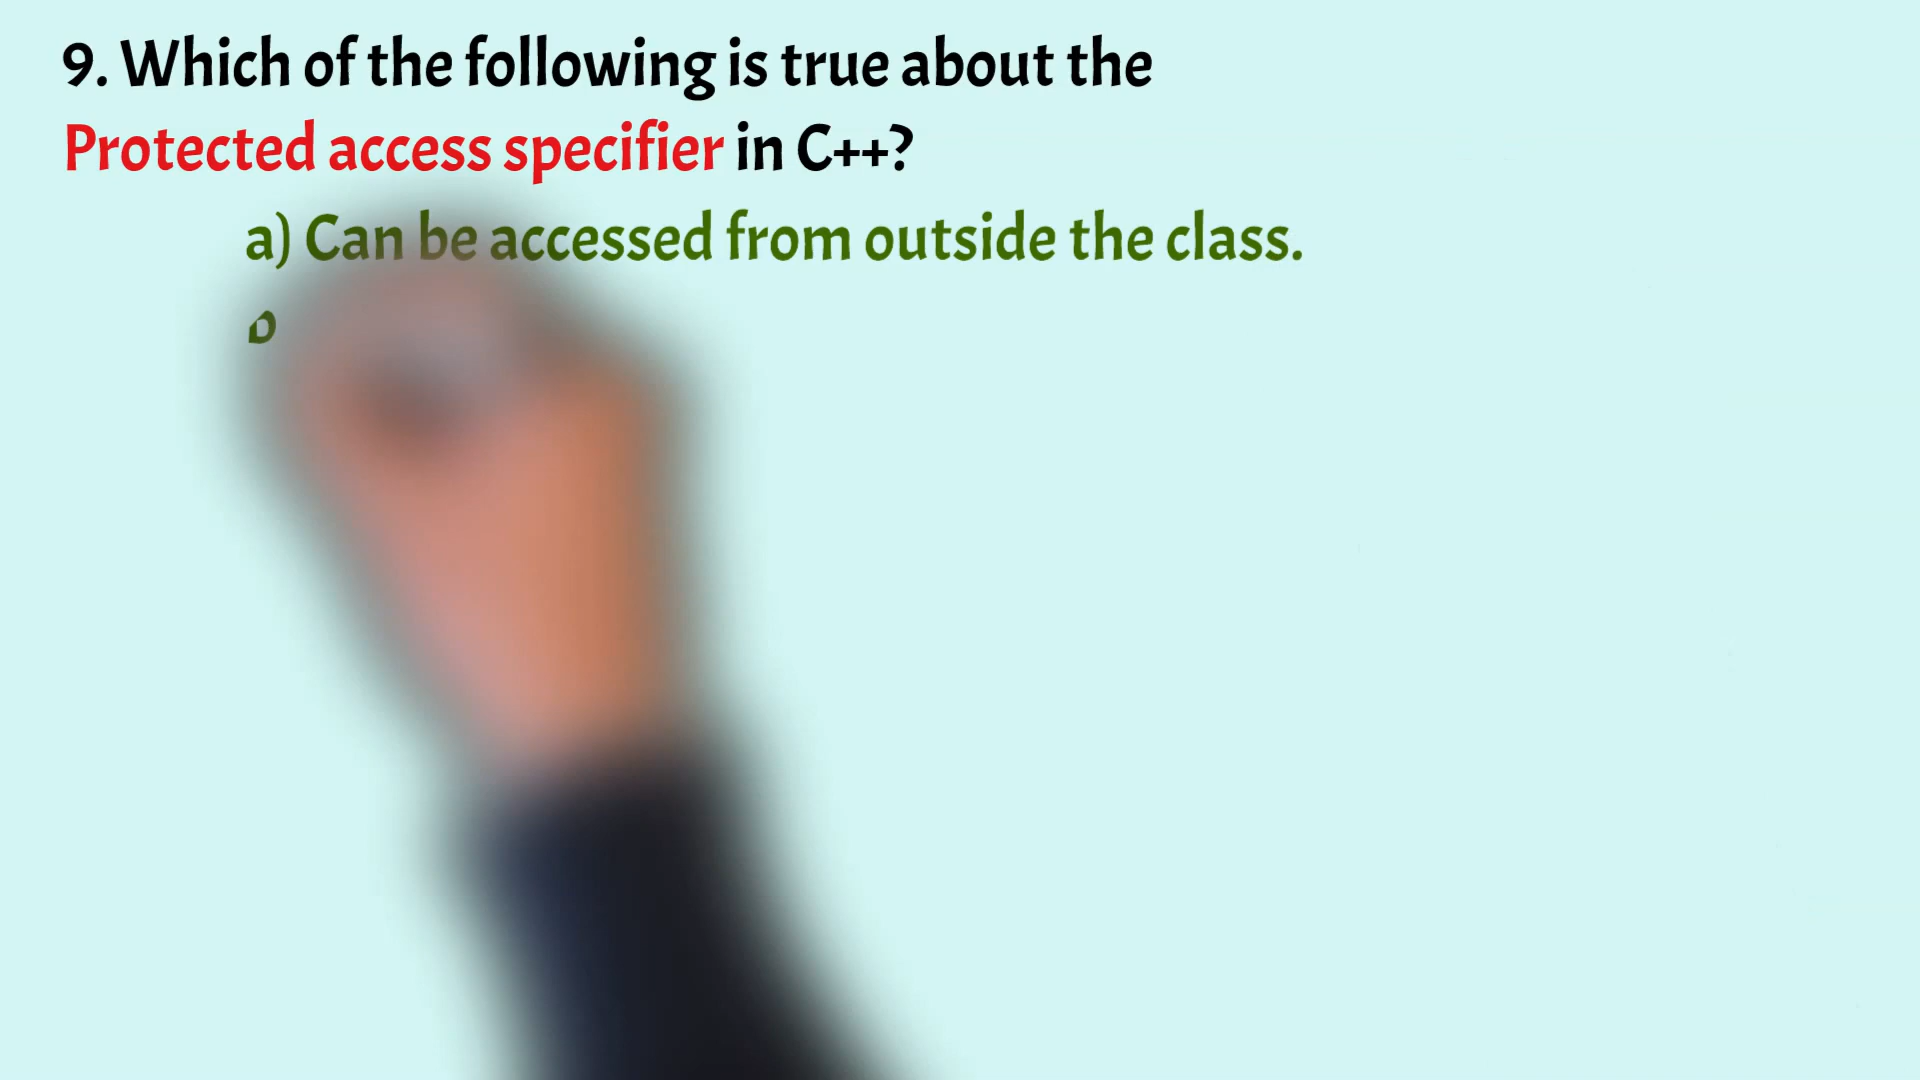 9. Which of the following is true about the
Protected access specifier in C++?
a) Can be accessed from outside the class.